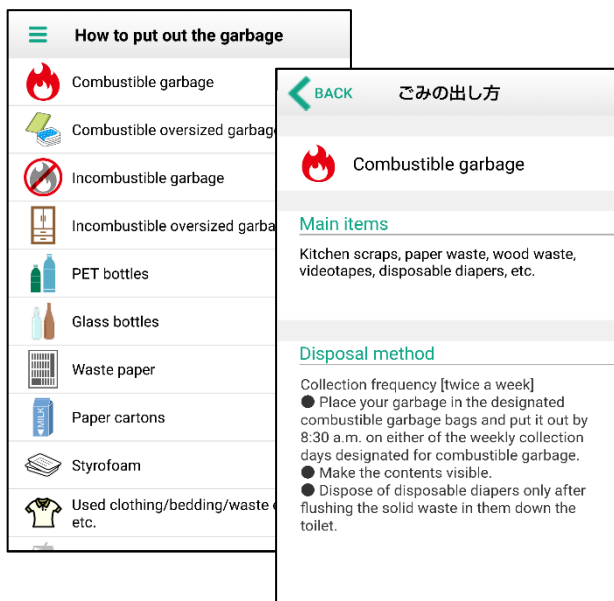 How to put out the garbage
Combustible garbage
Combustible oversized garbag
Incombustible garbage
Incombustible oversized garba
PET bottles
Glass bottles
Waste paper
MILK
Paper cartons
Styrofoam
Used clothing/bedding/waste
etc.
BACK
ごみの出し方
Combustible garbage
Main items
Kitchen scraps, paper waste, wood waste,
videotapes, disposable diapers, etc.
Disposal method
Collection frequency [twice a week]
● Place your garbage in the designated
combustible garbage bags and put it out by
8:30 a.m. on either of the weekly collection
days designated for combustible garbage.
● Make the contents visible.
● Dispose of disposable diapers only after
flushing the solid waste in them down the
toilet.